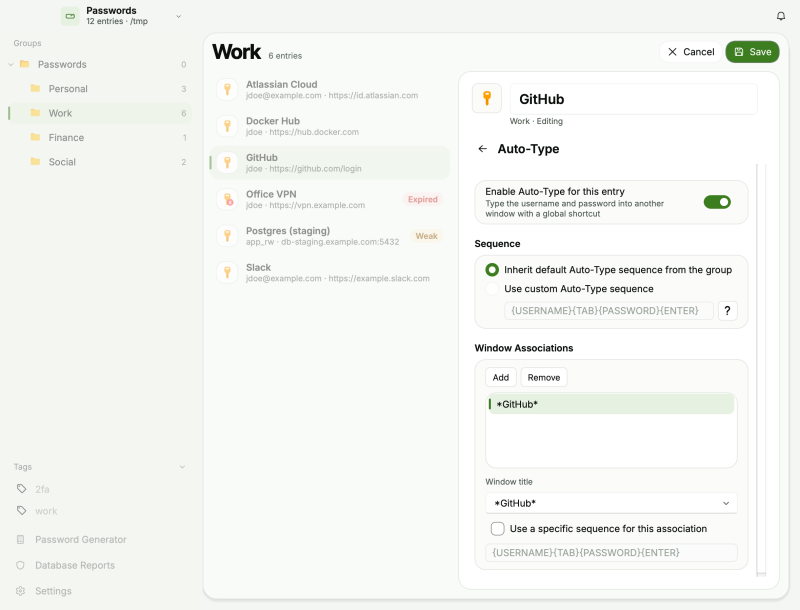 Passwords
12 entries · /tmp
Groups
Passwords 0
Personal 3
Work 6
Finance 1
Social 2
Tags
2fa
work
Password Generator
Database Reports
Settings
Work 6 entries
Cancel
Save
Atlassian Cloud
jdoe@example.com · https://id.atlassian.com
Docker Hub
jdoe · https://hub.docker.com
GitHub
jdoe · https://github.com/login
Office VPN
jdoe · https://vpn.example.com
Expired
Postgres (staging)
app_rw · db-staging.example.com:5432
Weak
Slack
jdoe@example.com · https://example.slack.com
GitHub
Work · Editing
Auto-Type
Enable Auto-Type for this entry
Type the username and password into another
window with a global shortcut
Sequence
Inherit default Auto-Type sequence from the group
Use custom Auto-Type sequence
{USERNAME}{TAB}{PASSWORD}{ENTER}
?
Window Associations
Add
Remove
*GitHub*
Window title
*GitHub*
Use a specific sequence for this association
{USERNAME}{TAB}{PASSWORD}{ENTER}